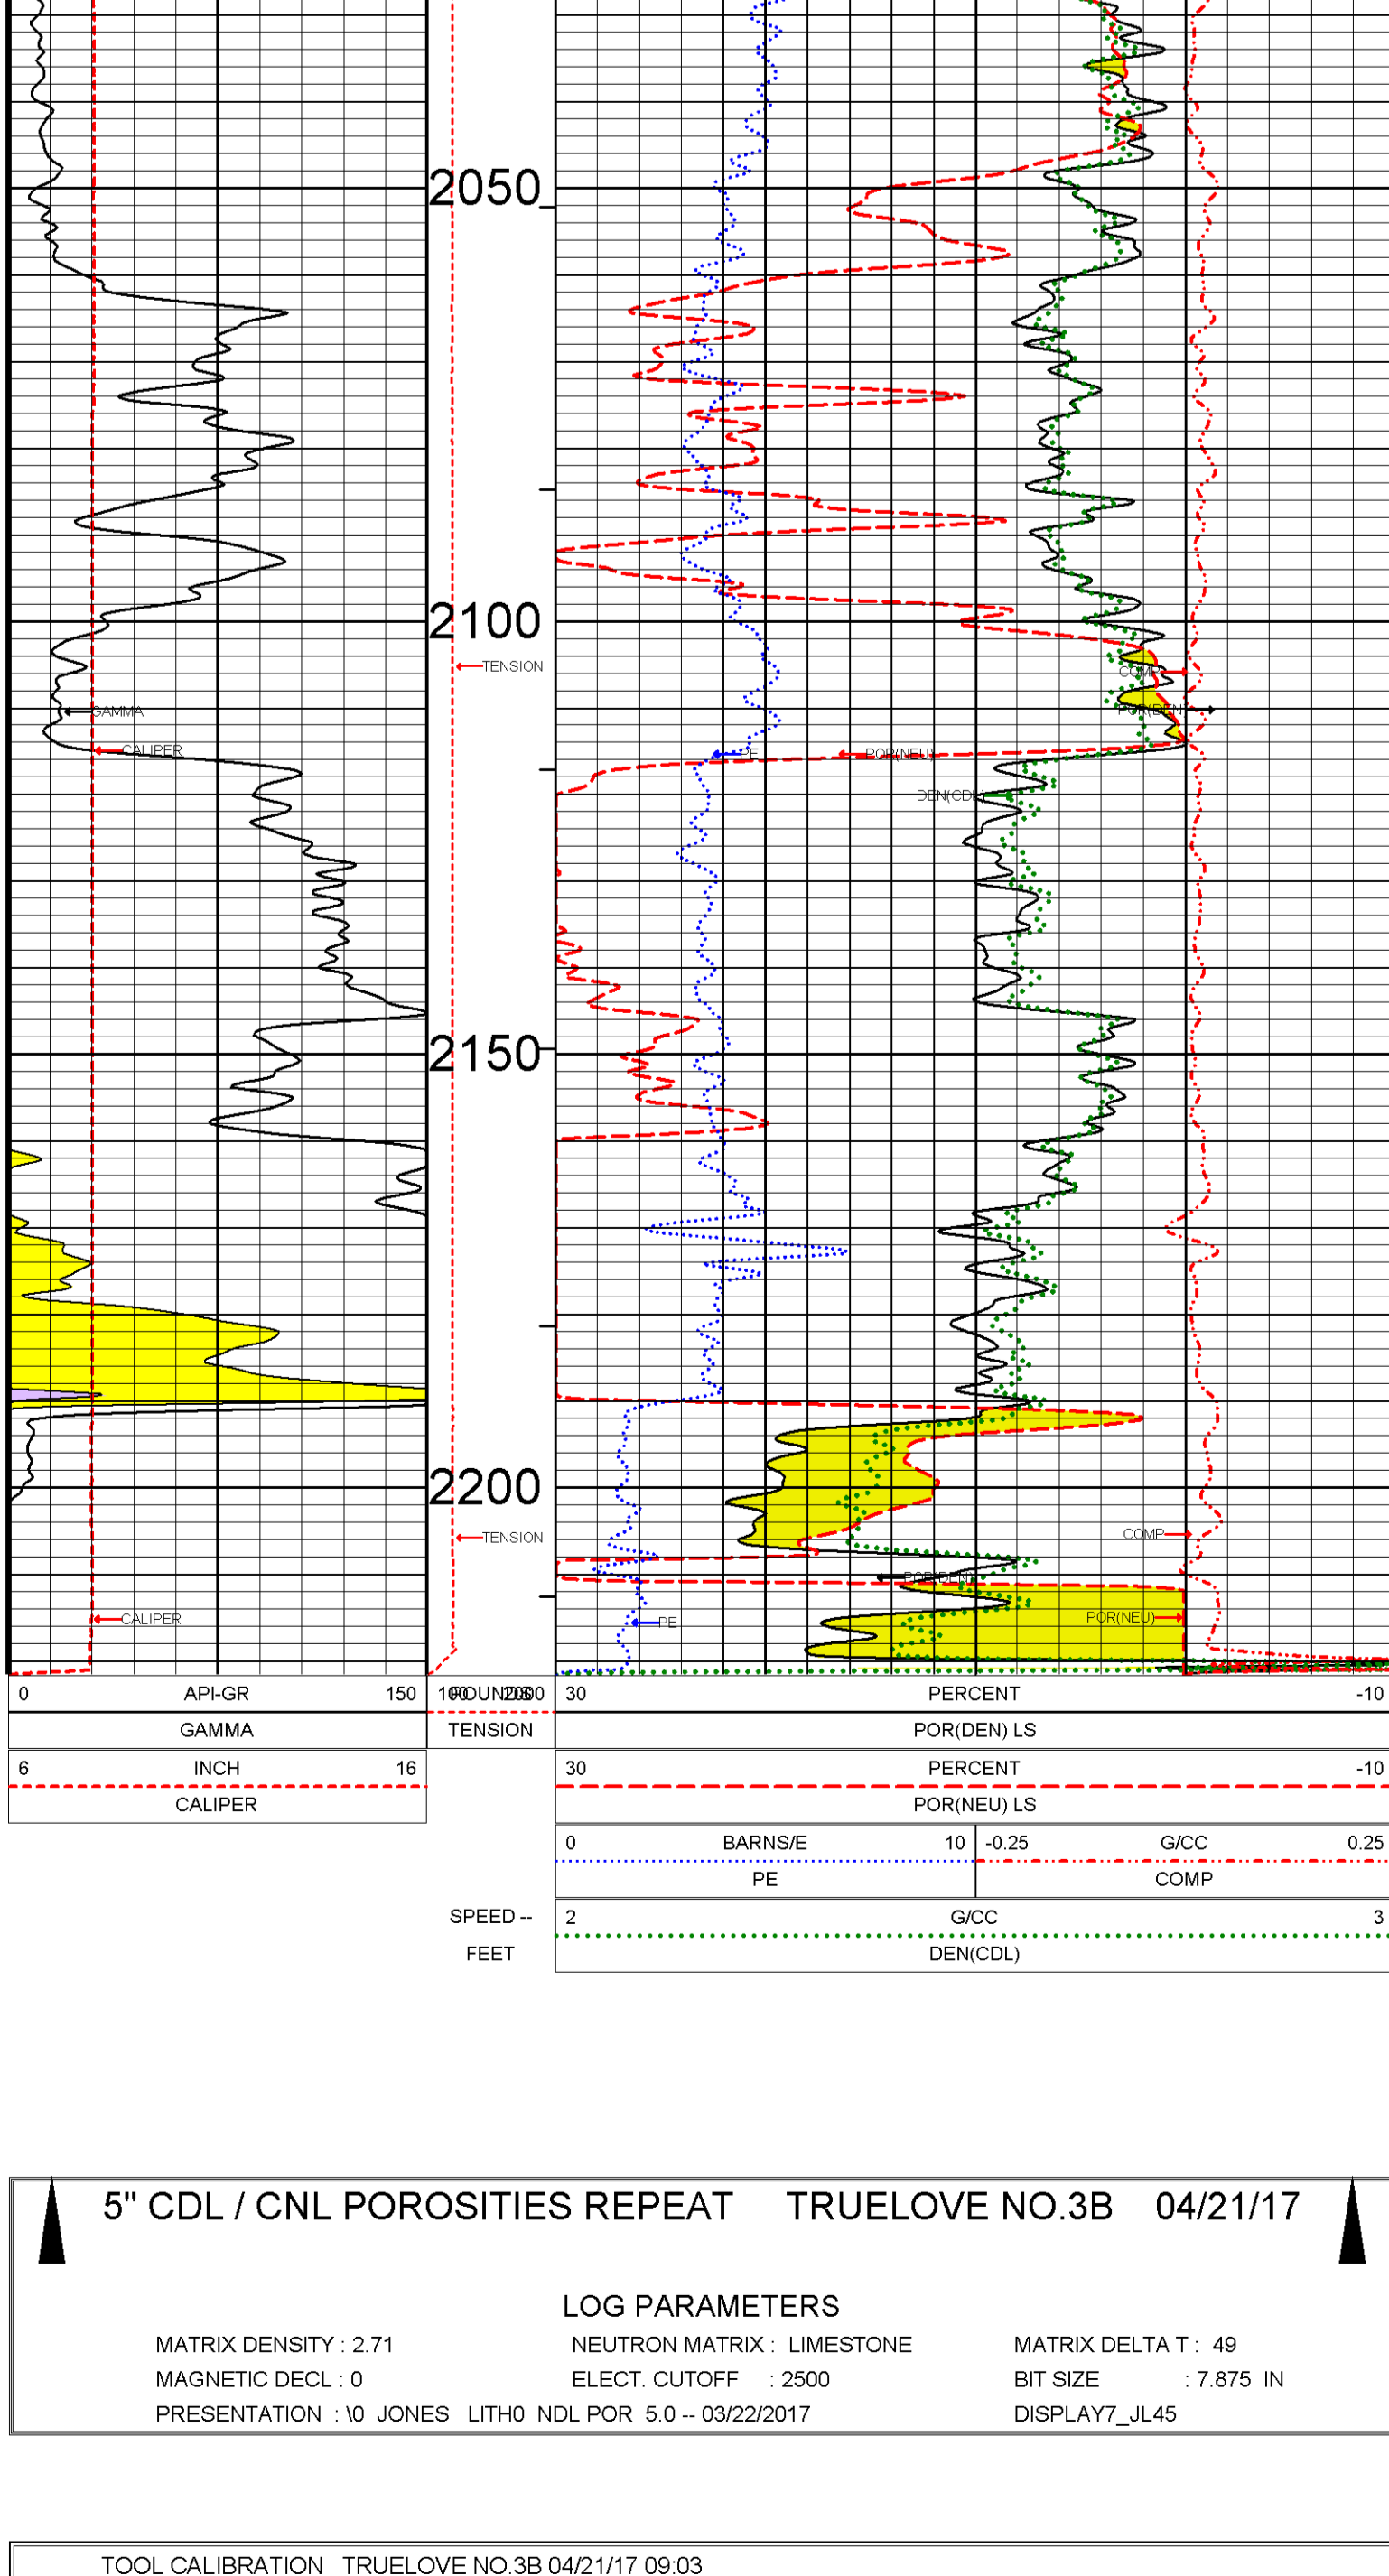 2050
2100
TENSION
COMP
GAMMA
POR(DEN)
CALIPER
PE
POR(NEU)
DEN(CDL)
2150
2200
TENSION
COMP
POR(DEN)
CALIPER
PE
POR(NEU)
0 API-GR 150 100 POUNDS 2000 30 PERCENT -10
GAMMA TENSION POR(DEN) LS
6 INCH 16 30 PERCENT -10
CALIPER POR(NEU) LS
0 BARNS/E 10 -0.25 G/CC 0.25
PE COMP
SPEED -- 2 G/CC 3
FEET DEN(CDL)
5" CDL / CNL POROSITIES REPEAT TRUELOVE NO.3B 04/21/17
LOG PARAMETERS
MATRIX DENSITY : 2.71 NEUTRON MATRIX : LIMESTONE MATRIX DELTA T : 49
MAGNETIC DECL : 0 ELECT. CUTOFF : 2500 BIT SIZE : 7.875 IN
PRESENTATION : \0 JONES LITH0 NDL POR 5.0 -- 03/22/2017 DISPLAY7_JL45
TOOL CALIBRATION TRUELOVE NO.3B 04/21/17 09:03